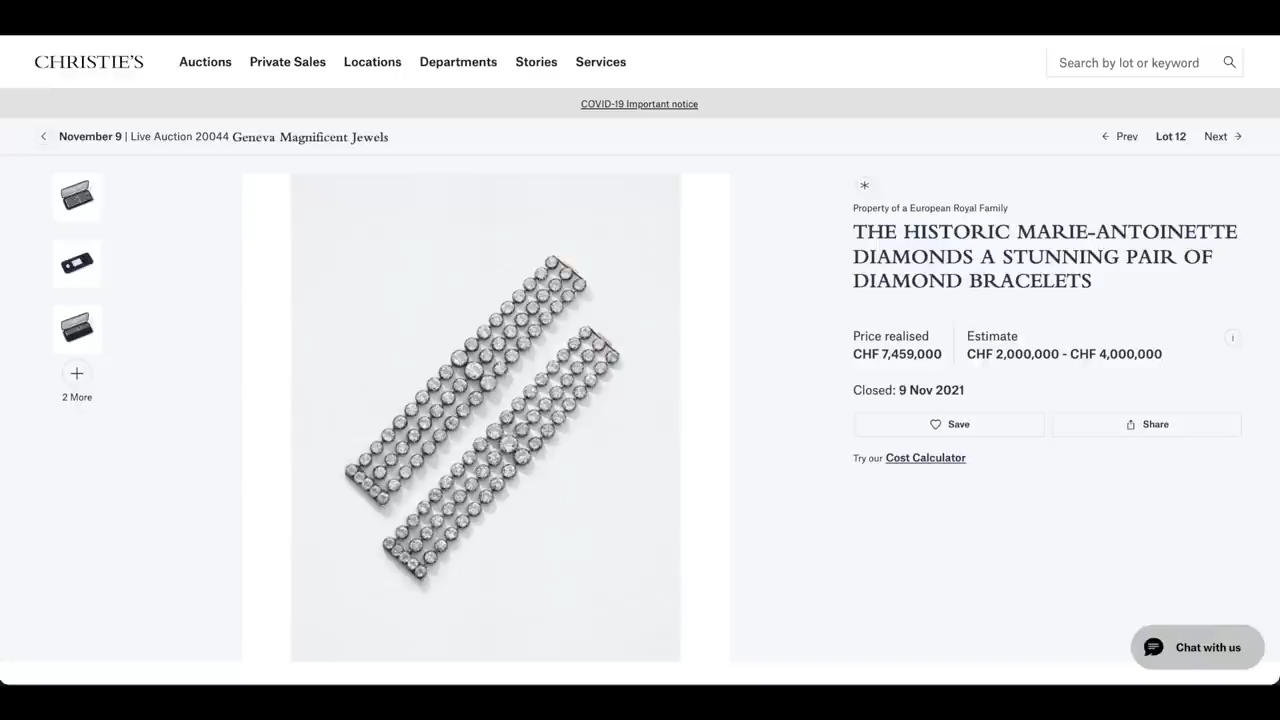 CHRISTIE'S
Auctions Private Sales Locations Departments Stories Services
Search by lot or keyword
COVID-19 Important notice
November 9 | Live Auction 20044 Geneva Magnificent Jewels
Prev Lot 12 Next
2 More
*
Property of a European Royal Family
THE HISTORIC MARIE-ANTOINETTE
DIAMONDS A STUNNING PAIR OF
DIAMOND BRACELETS
Price realised Estimate
CHF 7,459,000 CHF 2,000,000 - CHF 4,000,000
i
Closed: 9 Nov 2021
Save Share
Try our Cost Calculator
Chat with us